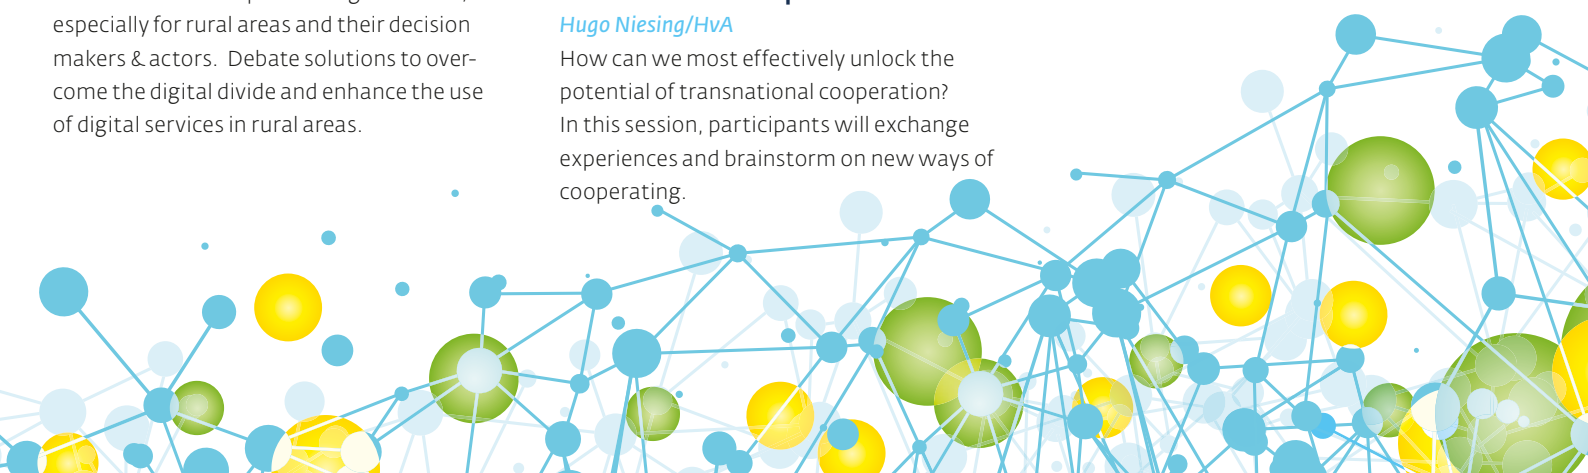 especially for rural areas and their decision
makers & actors.  Debate solutions to over-
come the digital divide and enhance the use
of digital services in rural areas.
Hugo Niesing/HvA
How can we most effectively unlock the
potential of transnational cooperation?
In this session, participants will exchange
experiences and brainstorm on new ways of
cooperating.